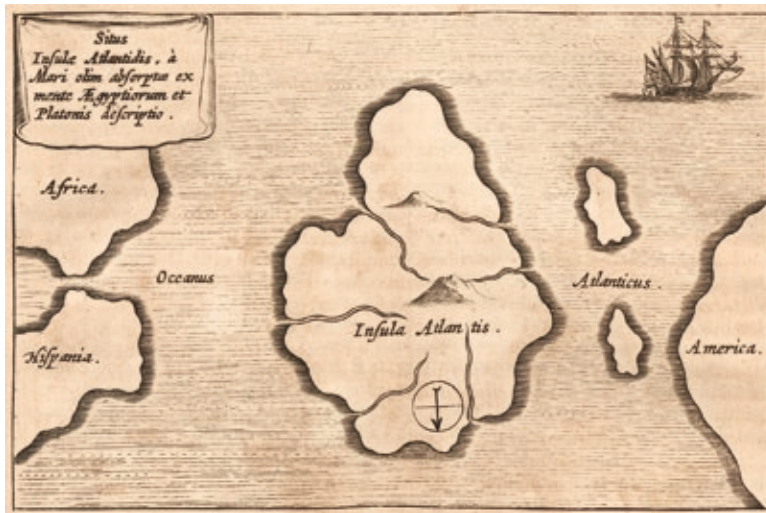 Situs
Insulæ Atlantidis, à
Mari olim absorptæ ex
mente Ægyptiorum et
Platonis descriptio.
Africa.
Oceanus
Atlanticus.
Insula Atlantis.
Hispania.
America.